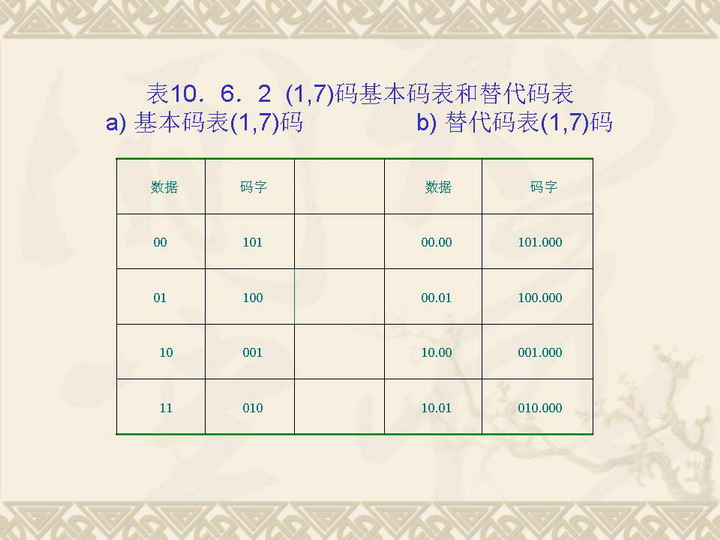 表10．6．2 (1,7)码基本码表和替代码表
a) 基本码表(1,7)码 b) 替代码表(1,7)码
数据 码字 数据 码字
00 101 00.00 101.000
01 100 00.01 100.000
10 001 10.00 001.000
11 010 10.01 010.000